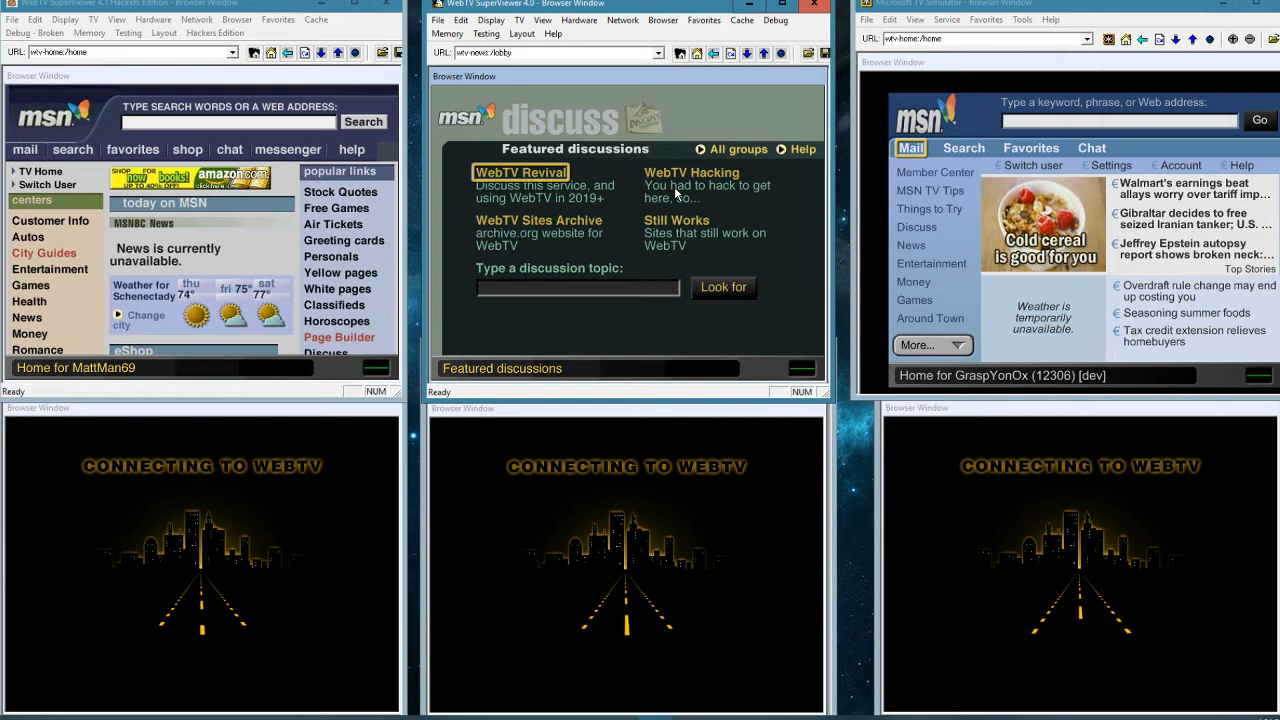 WebTV SuperViewer 4.1 Hackers Edition - Browser Window
File Edit Display TV View Hardware Network Browser Favorites Cache
Debug - Broken Memory Testing Layout Hackers Edition
URL: wtv-home:/home
Browser Window
msn
TYPE SEARCH WORDS OR A WEB ADDRESS:
Search
mail search favorites shop chat messenger help
TV Home
Switch User
centers
Customer Info
Autos
City Guides
Entertainment
Games
Health
News
Money
Romance
SHOP FOR BOOKS!
up to now!
amazon.com
today on MSN
MSNBC News
News is currently
unavailable.
Weather for
Schenectady
thu
74°
fri 75°
sat
77°
Change
city
eShop
popular links
Stock Quotes
Free Games
Air Tickets
Greeting cards
Personals
Yellow pages
White pages
Classifieds
Horoscopes
Page Builder
Discuss
Home for MattMan69
Ready
NUM
WebTV SuperViewer 4.0 - Browser Window
File Edit Display TV View Hardware Network Browser Favorites Cache Debug
Memory Testing Layout Help
URL: wtv-news:/lobby
Browser Window
msn discuss DISCUSS
Featured discussions
All groups
Help
WebTV Revival
Discuss this service, and
using WebTV in 2019+
WebTV Hacking
You had to hack to get
here, so...
WebTV Sites Archive
archive.org website for
WebTV
Still Works
Sites that still work on
WebTV
Type a discussion topic:
Look for
Featured discussions
Ready
NUM
Microsoft TV Simulator - Browser Window
File Edit View Service Favorites Tools Help
URL: wtv-home:/home
Browser Window
msn
Type a keyword, phrase, or Web address:
Go
Mail Search Favorites Chat
Switch user Settings Account Help
Member Center
MSN TV Tips
Things to Try
Discuss
News
Entertainment
Money
Games
Around Town
More...
Cold cereal
is good for you
Weather is
temporarily
unavailable.
Walmart's earnings beat
allays worry over tariff imp...
Gibraltar decides to free
seized Iranian tanker; U.S. ...
Jeffrey Epstein autopsy
report shows broken neck:...
Top Stories
Overdraft rule change may end
up costing you
Seasoning summer foods
Tax credit extension relieves
homebuyers
Home for GraspYonOx (12306) [dev]
Browser Window
CONNECTING TO WEBTV
Browser Window
CONNECTING TO WEBTV
Browser Window
CONNECTING TO WEBTV